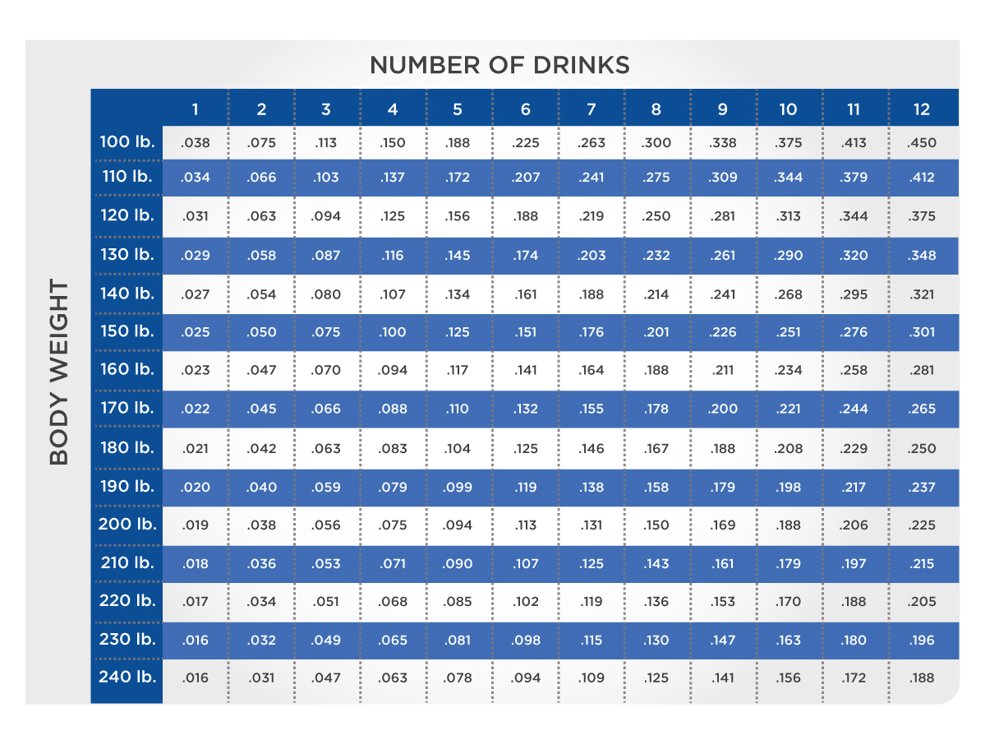 NUMBER OF DRINKS
1 2 3 4 5 6 7 8 9 10 11 12
100 lb. .038 .075 .113 .150 .188 .225 .263 .300 .338 .375 .413 .450
110 lb. .034 .066 .103 .137 .172 .207 .241 .275 .309 .344 .379 .412
120 lb. .031 .063 .094 .125 .156 .188 .219 .250 .281 .313 .344 .375
130 lb. .029 .058 .087 .116 .145 .174 .203 .232 .261 .290 .320 .348
140 lb. .027 .054 .080 .107 .134 .161 .188 .214 .241 .268 .295 .321
150 lb. .025 .050 .075 .100 .125 .151 .176 .201 .226 .251 .276 .301
160 lb. .023 .047 .070 .094 .117 .141 .164 .188 .211 .234 .258 .281
170 lb. .022 .045 .066 .088 .110 .132 .155 .178 .200 .221 .244 .265
180 lb. .021 .042 .063 .083 .104 .125 .146 .167 .188 .208 .229 .250
190 lb. .020 .040 .059 .079 .099 .119 .138 .158 .179 .198 .217 .237
200 lb. .019 .038 .056 .075 .094 .113 .131 .150 .169 .188 .206 .225
210 lb. .018 .036 .053 .071 .090 .107 .125 .143 .161 .179 .197 .215
220 lb. .017 .034 .051 .068 .085 .102 .119 .136 .153 .170 .188 .205
230 lb. .016 .032 .049 .065 .081 .098 .115 .130 .147 .163 .180 .196
240 lb. .016 .031 .047 .063 .078 .094 .109 .125 .141 .156 .172 .188
BODY WEIGHT